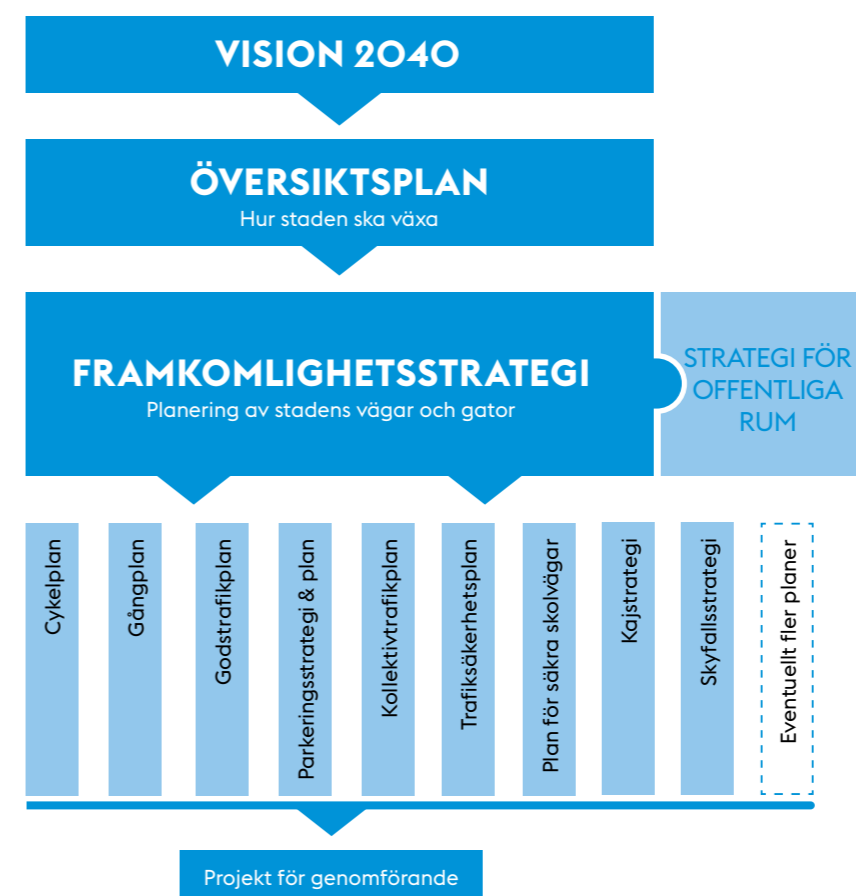 VISION 2040
ÖVERSIKTSPLAN
Hur staden ska växa
FRAMKOMLIGHETSSTRATEGI
Planering av stadens vägar och gator
STRATEGI FÖR
OFFENTLIGA
RUM
Cykelplan
Gångplan
Godstrafikplan
Parkeringsstrategi & plan
Kollektivtrafikplan
Trafiksäkerhetsplan
Plan för säkra skolvägar
Kajstrategi
Skyfallsstrategi
Eventuellt fler planer
Projekt för genomförande